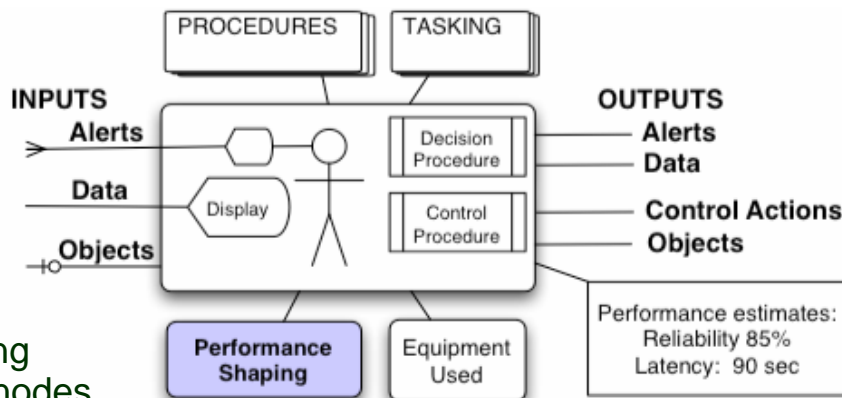 PROCEDURES
TASKING
INPUTS
OUTPUTS
Alerts
Data
Display
Objects
Decision
Procedure
Control
Procedure
Alerts
Data
Control Actions
Objects
Performance
Shaping
Equipment
Used
Performance estimates:
Reliability 85%
Latency: 90 sec